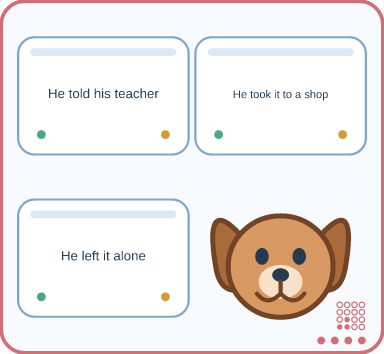 He told his teacher
He took it to a shop
He left it alone